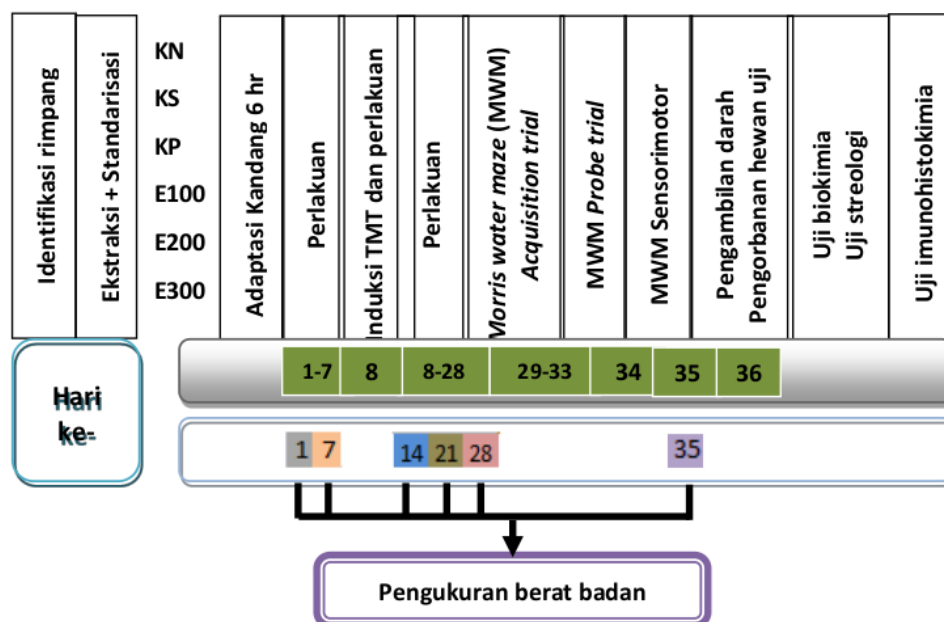 Identifikasi rimpang
Ekstraksi + Standarisasi
KN
KS
KP
E100
E200
E300
Adaptasi Kandang 6 hr
Perlakuan
Induksi TMT dan perlakuan
Perlakuan
Morris water maze (MWM)
Acquisition trial
MWM Probe trial
MWM Sensorimotor
Pengambilan darah
Pengorbanan hewan uji
Uji biokimia
Uji streologi
Uji imunohistokimia
Hari
ke-
1-7
8
8-28
29-33
34
35
36
1
7
14
21
28
35
Pengukuran berat badan